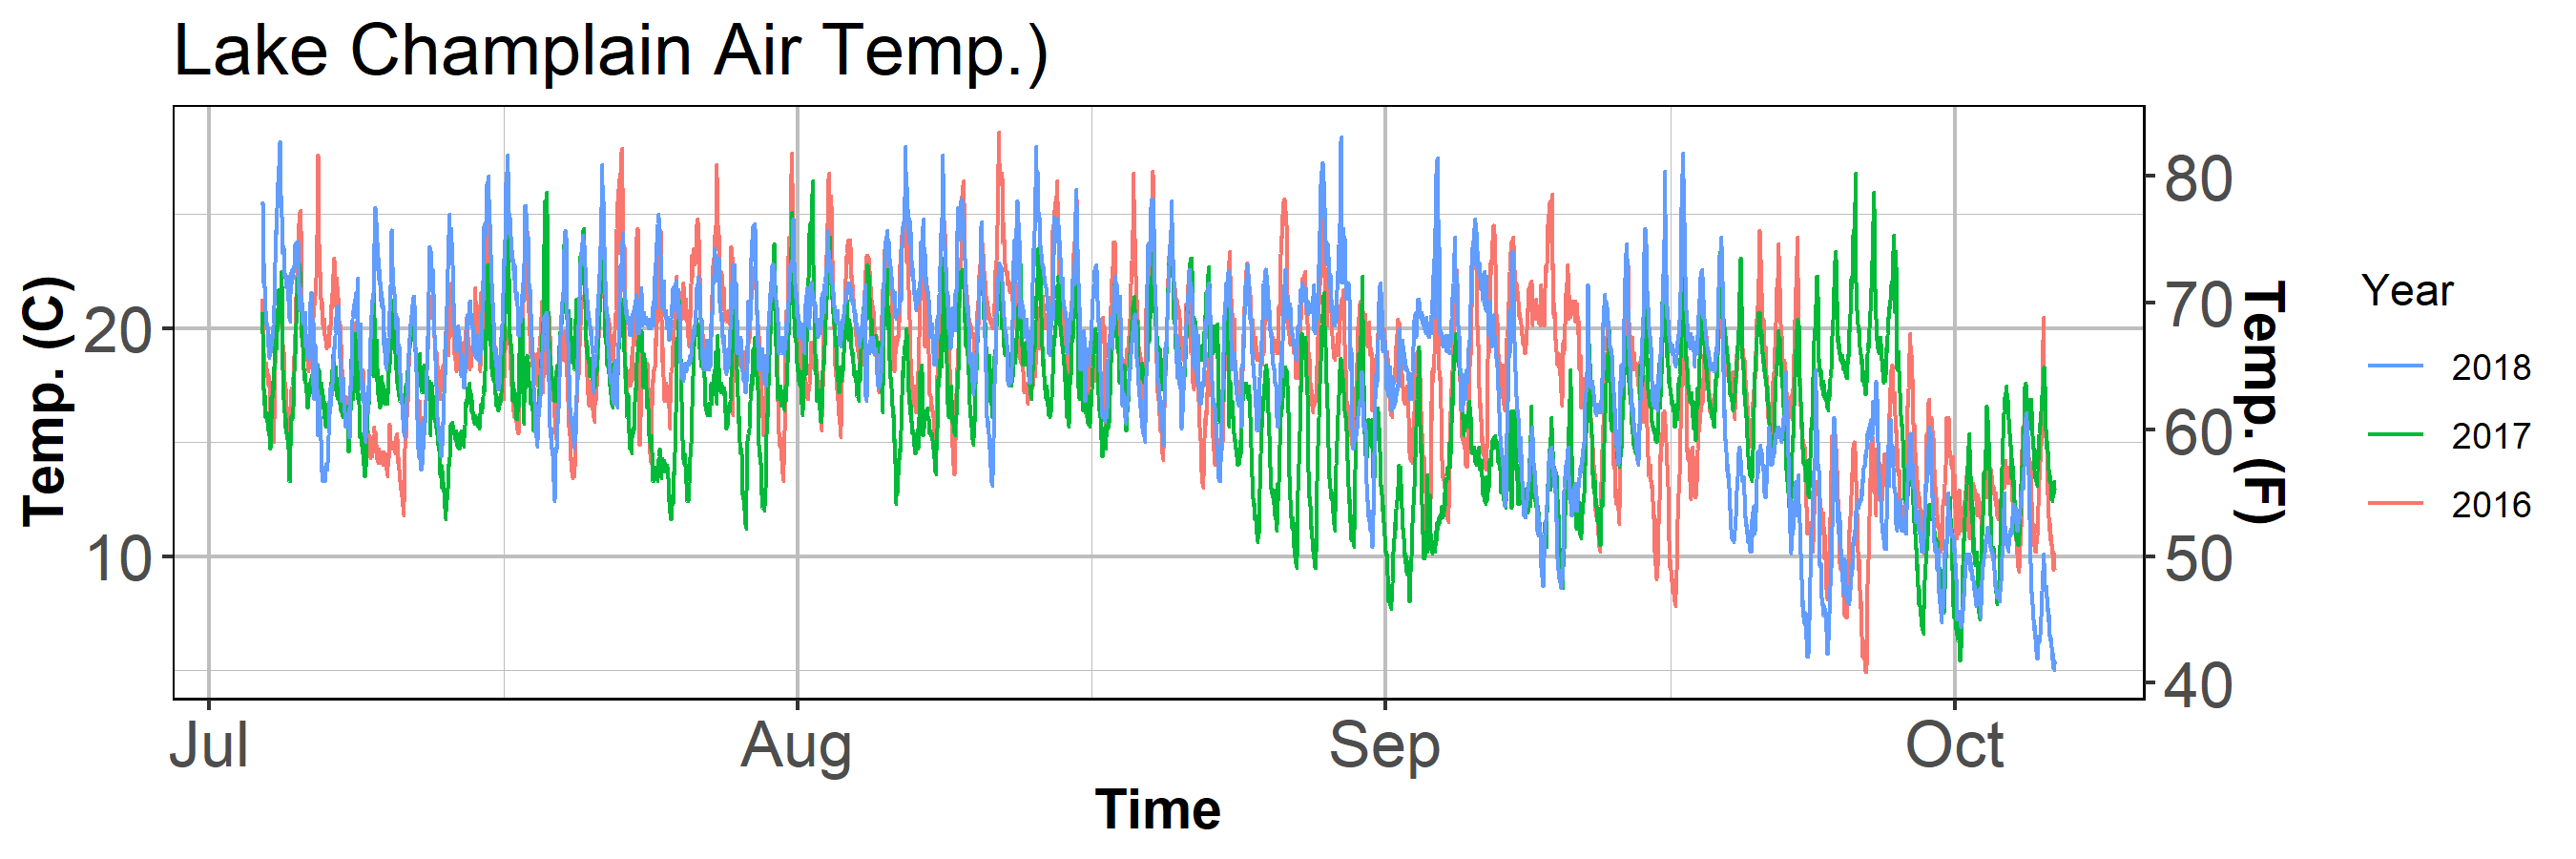 Lake Champlain Air Temp.)
Temp. (C)
20
10
80
70
60
50
40
Temp. (F)
Year
2018
2017
2016
Jul
Aug
Sep
Oct
Time